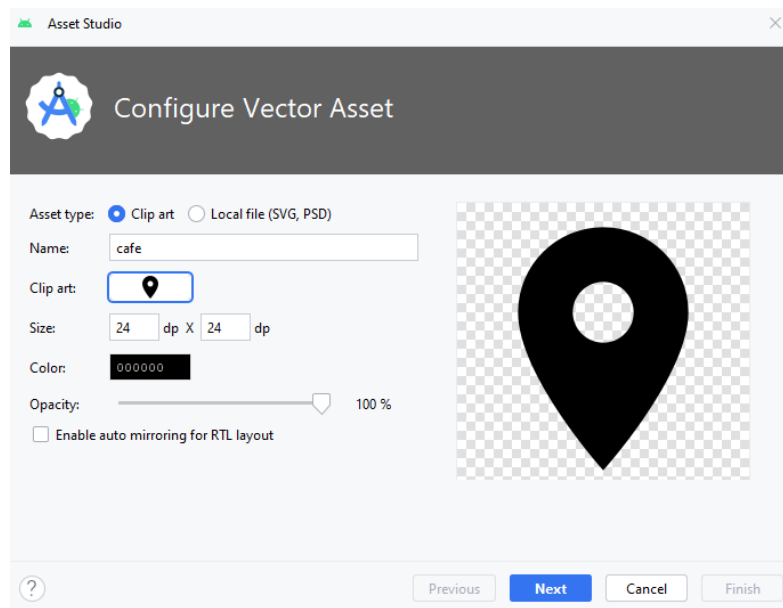 Asset Studio
Configure Vector Asset
Asset type: Clip art Local file (SVG, PSD)
Name: cafe
Clip art:
Size: 24 dp X 24 dp
Color: 000000
Opacity: 100 %
Enable auto mirroring for RTL layout
? Previous Next Cancel Finish